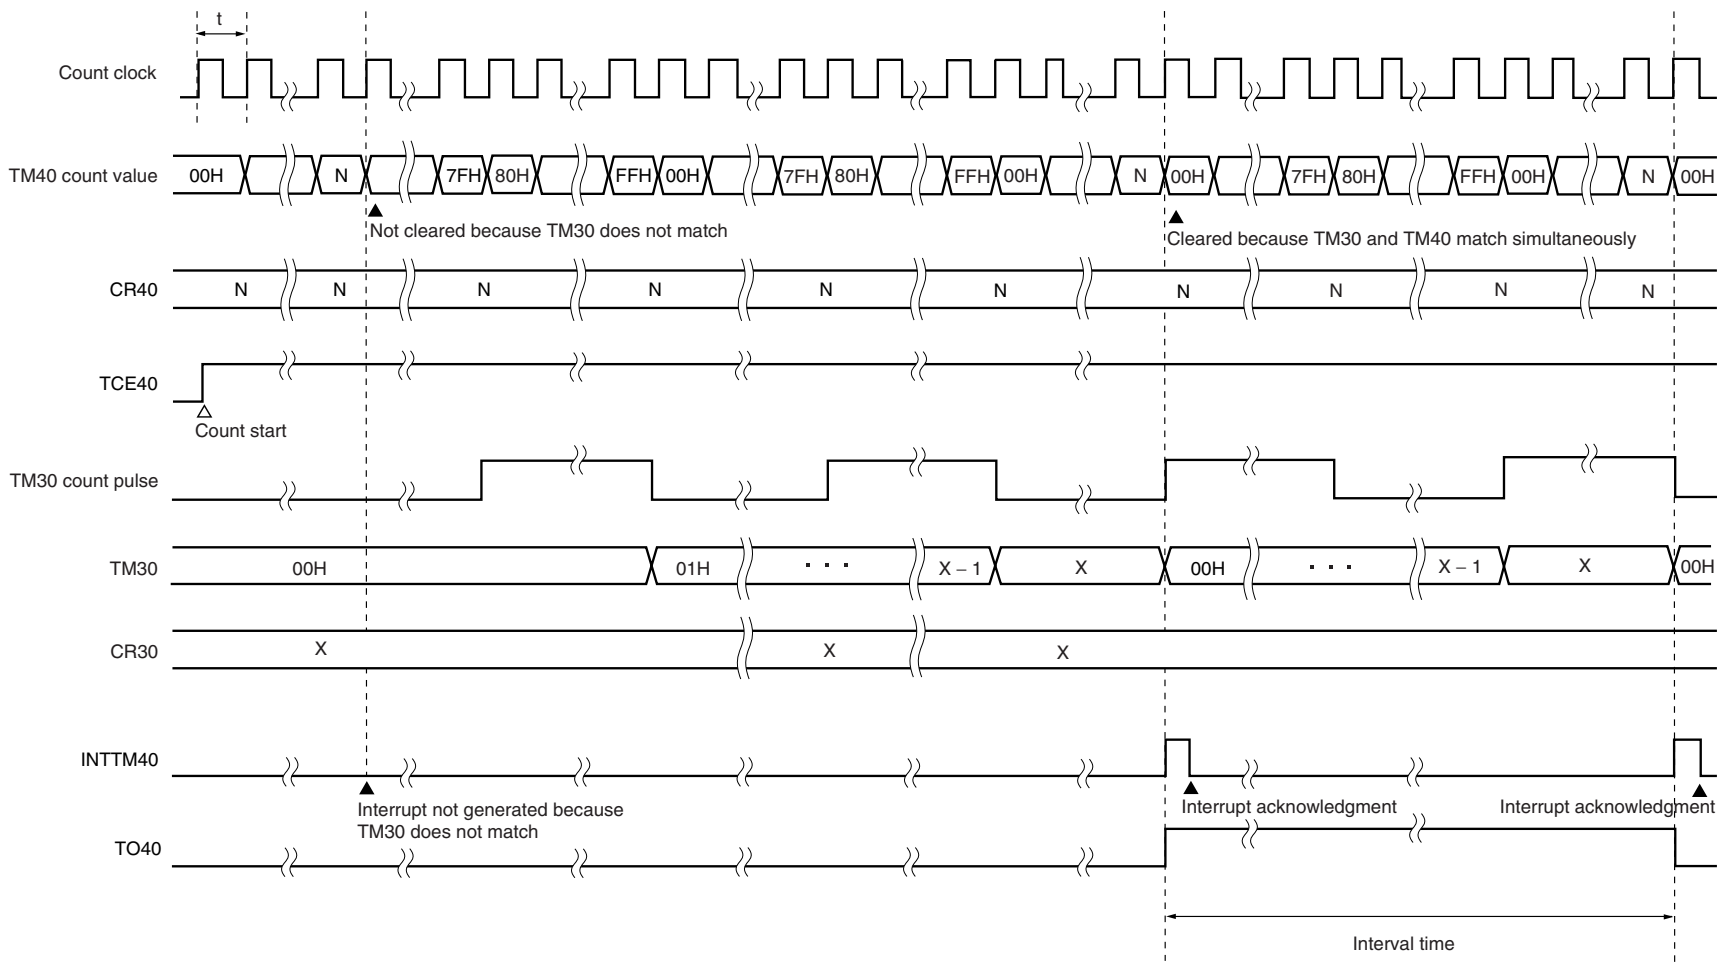 t
Count clock
TM40 count value 00H N 7FH 80H FFH 00H 7FH 80H FFH 00H N 00H 7FH 80H FFH 00H N 00H
Not cleared because TM30 does not match
Cleared because TM30 and TM40 match simultaneously
CR40 N N N N N N N N N N
TCE40
Count start
TM30 count pulse
TM30 00H 01H · · · X – 1 X 00H · · · X – 1 X 00H
CR30 X X X
INTTM40
Interrupt not generated because
TM30 does not match
Interrupt acknowledgment Interrupt acknowledgment
TO40
Interval time